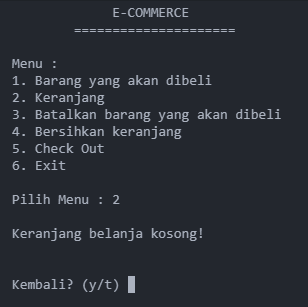 E-COMMERCE
=====================
Menu :
1. Barang yang akan dibeli
2. Keranjang
3. Batalkan barang yang akan dibeli
4. Bersihkan keranjang
5. Check Out
6. Exit
Pilih Menu : 2
Keranjang belanja kosong!
Kembali? (y/t)